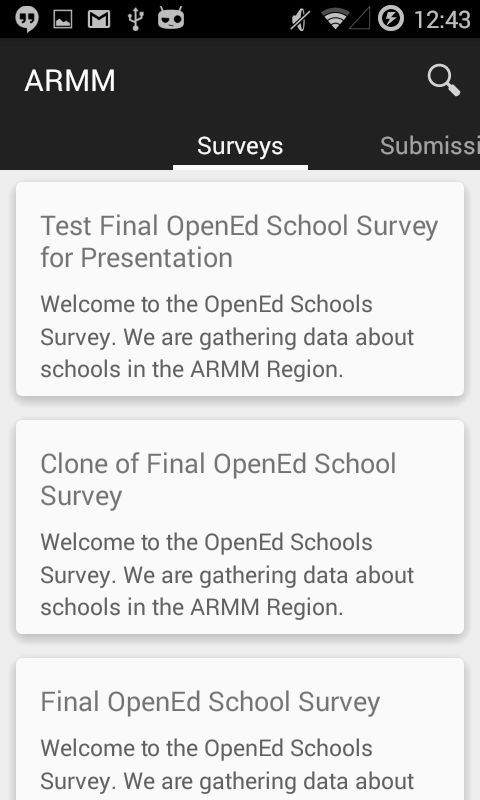 12:43
ARMM
Surveys
Submissi
Test Final OpenEd School Survey
for Presentation
Welcome to the OpenEd Schools
Survey. We are gathering data about
schools in the ARMM Region.
Clone of Final OpenEd School
Survey
Welcome to the OpenEd Schools
Survey. We are gathering data about
schools in the ARMM Region.
Final OpenEd School Survey
Welcome to the OpenEd Schools
Survey. We are gathering data about